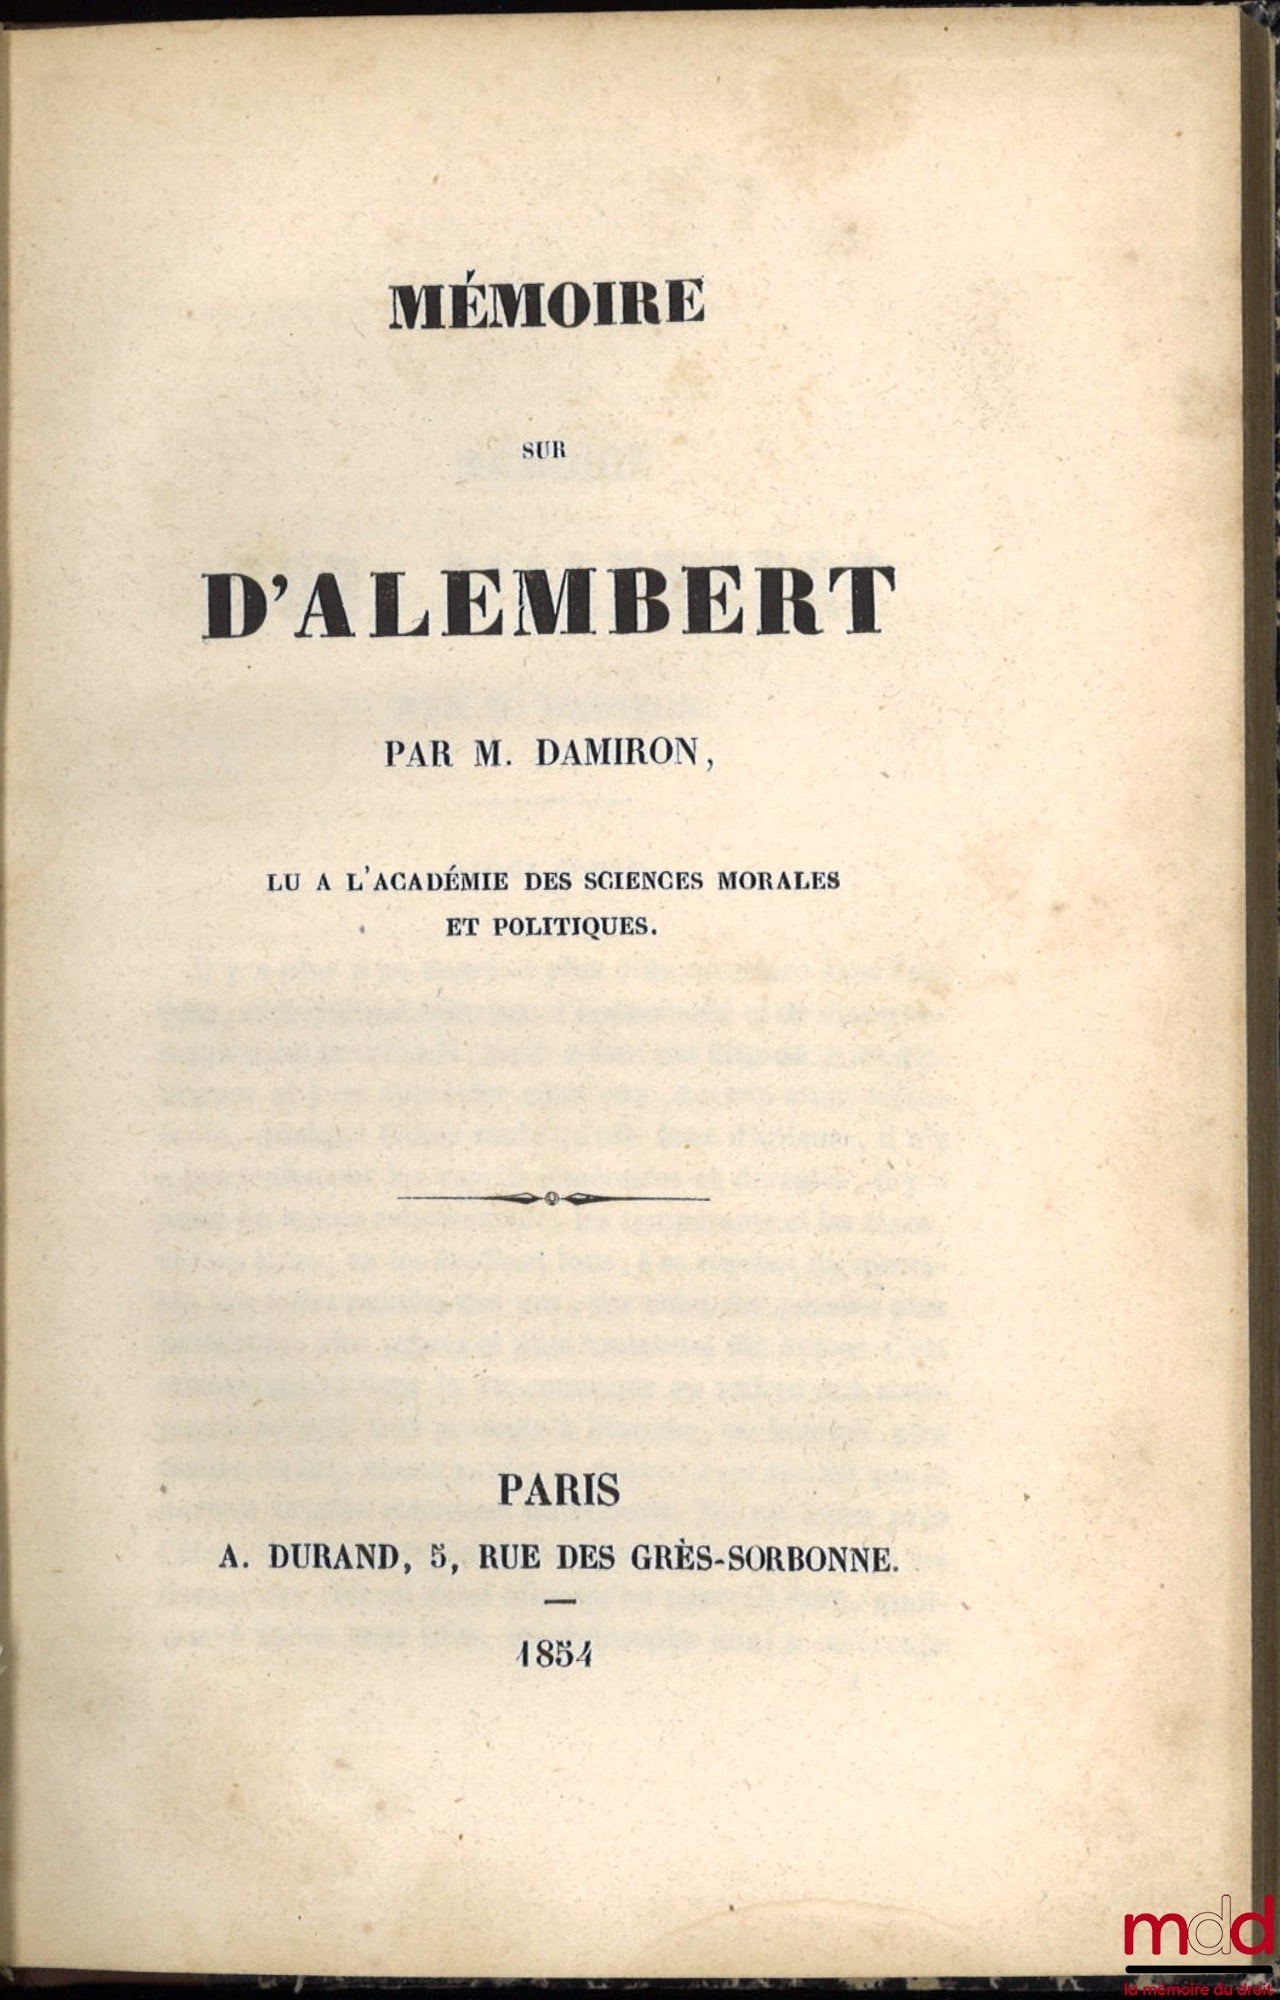 MÉMOIRE
SUR
D'ALEMBERT
PAR M. DAMIRON,
LU A L'ACADÉMIE DES SCIENCES MORALES
ET POLITIQUES.
PARIS
A. DURAND, 5, RUE DES GRÈS-SORBONNE.
1854
mdd
la mémoire du droit